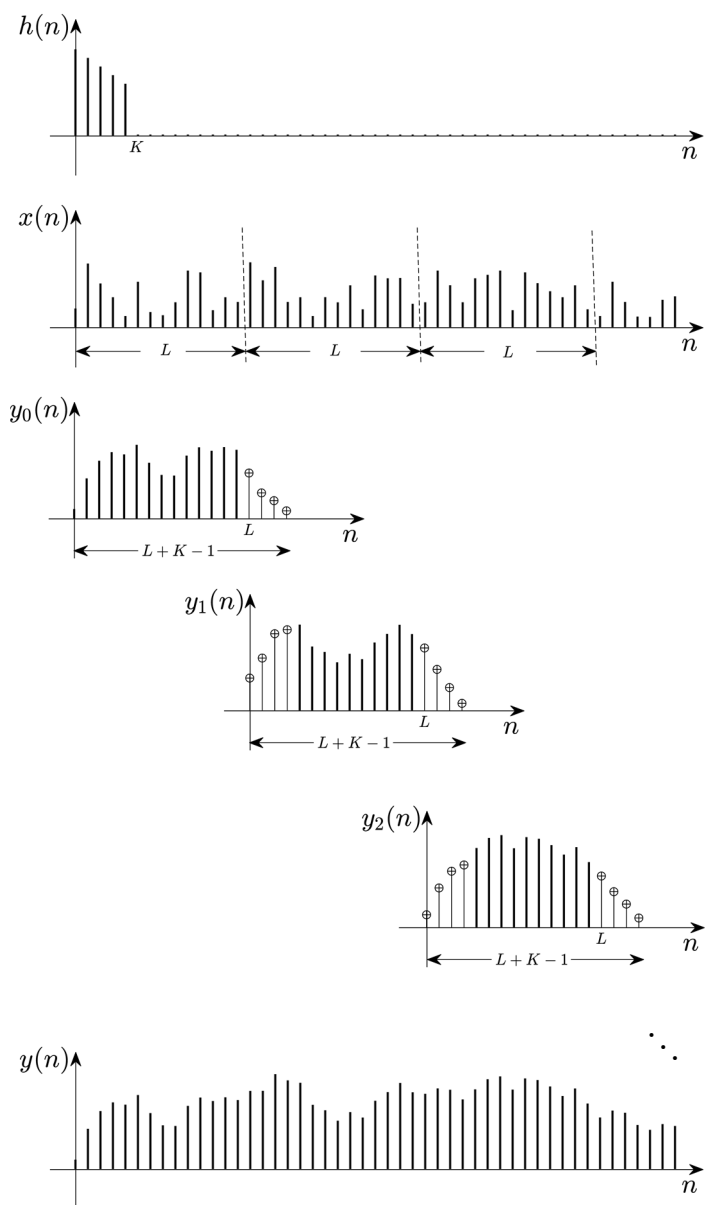 h(n)
K
n
x(n)
n
L L L
y₀(n)
L
n
L + K − 1
y₁(n)
L
n
L + K − 1
y₂(n)
L
n
L + K − 1
y(n)
n